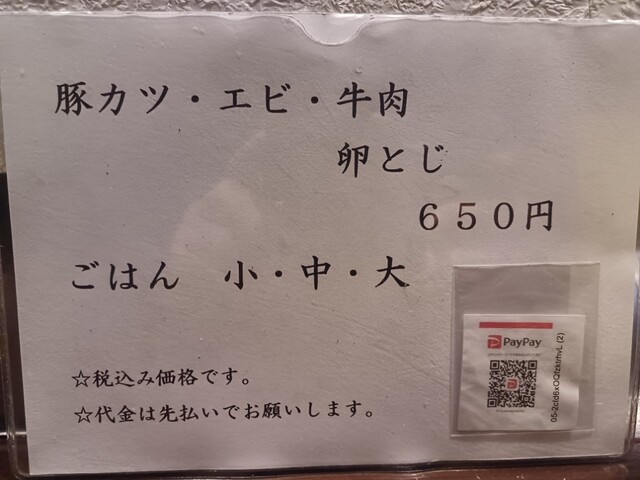 豚カツ・エビ・牛肉
卵とじ
６５０円
ごはん　小・中・大
☆税込み価格です。
☆代金は先払いでお願いします。
PayPay